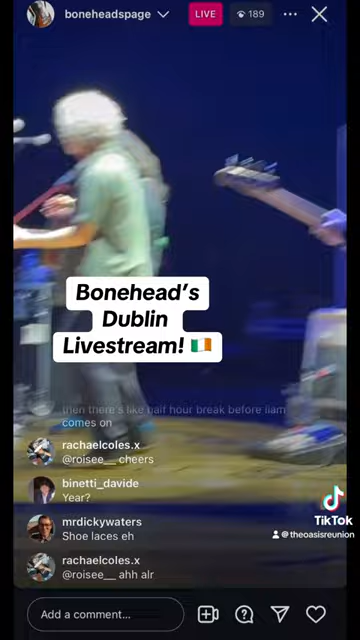 boneheadspage
LIVE
189
Bonehead's
Dublin
Livestream! 🇮🇪
then there's like half hour break before liam
comes on
rachaelcoles.x
@roisee__ cheers
binetti_davide
Year?
mrdickywaters
Shoe laces eh
rachaelcoles.x
@roisee__ ahh alr
TikTok
@theoasisreunion
Add a comment...